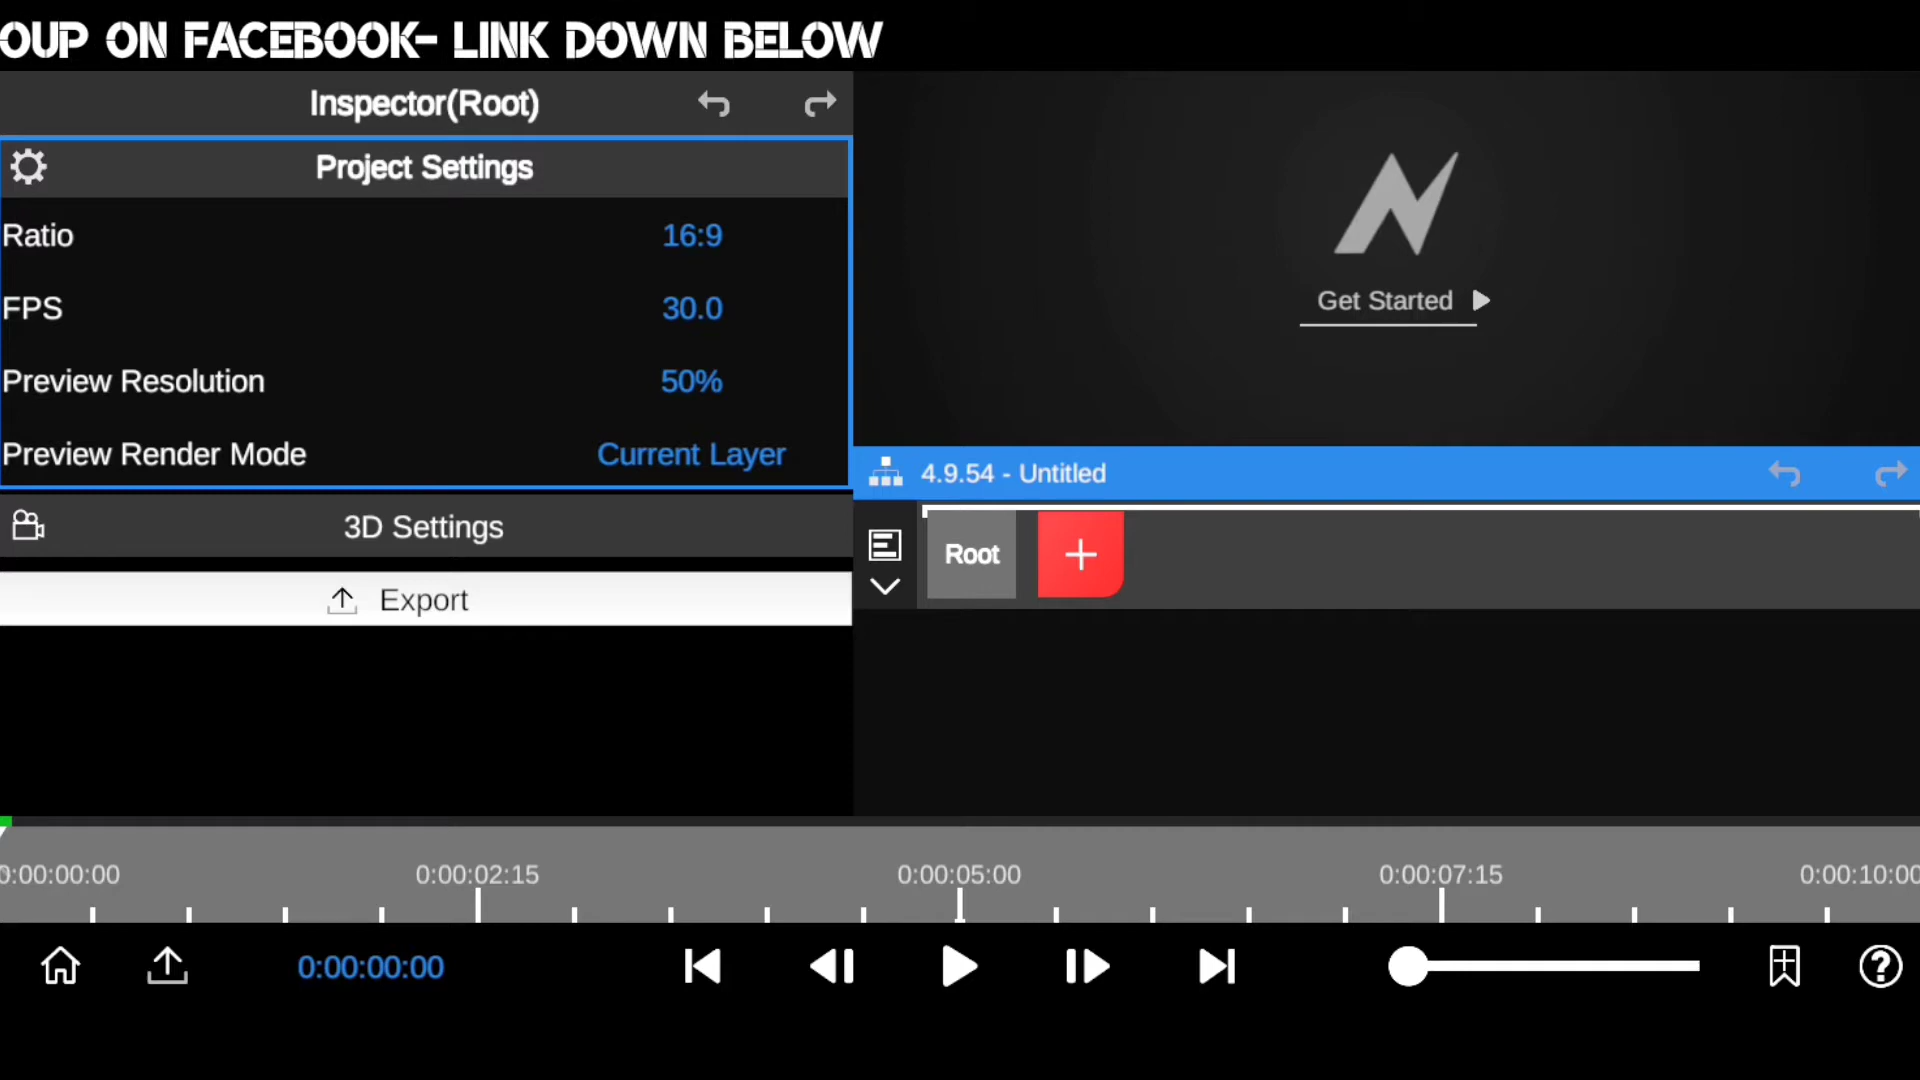 OUP ON FACEBOOK- LINK DOWN BELOW
Inspector(Root)
Project Settings
Ratio 16:9
FPS 30.0
Preview Resolution 50%
Preview Render Mode Current Layer
3D Settings
Export
Get Started
4.9.54 - Untitled
Root
0:00:00:00 0:00:02:15 0:00:05:00 0:00:07:15 0:00:10:00
0:00:00:00